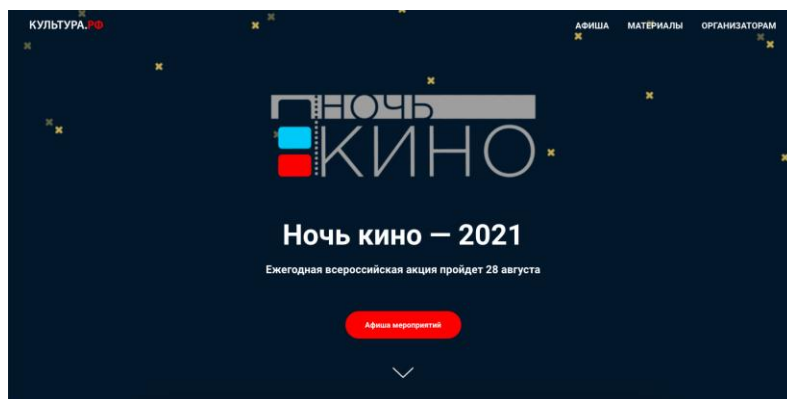 КУЛЬТУРА.РФ
АФИША МАТЕРИАЛЫ ОРГАНИЗАТОРАМ
НОЧЬ
КИНО
Ночь кино — 2021
Ежегодная всероссийская акция пройдет 28 августа
Афиша мероприятий